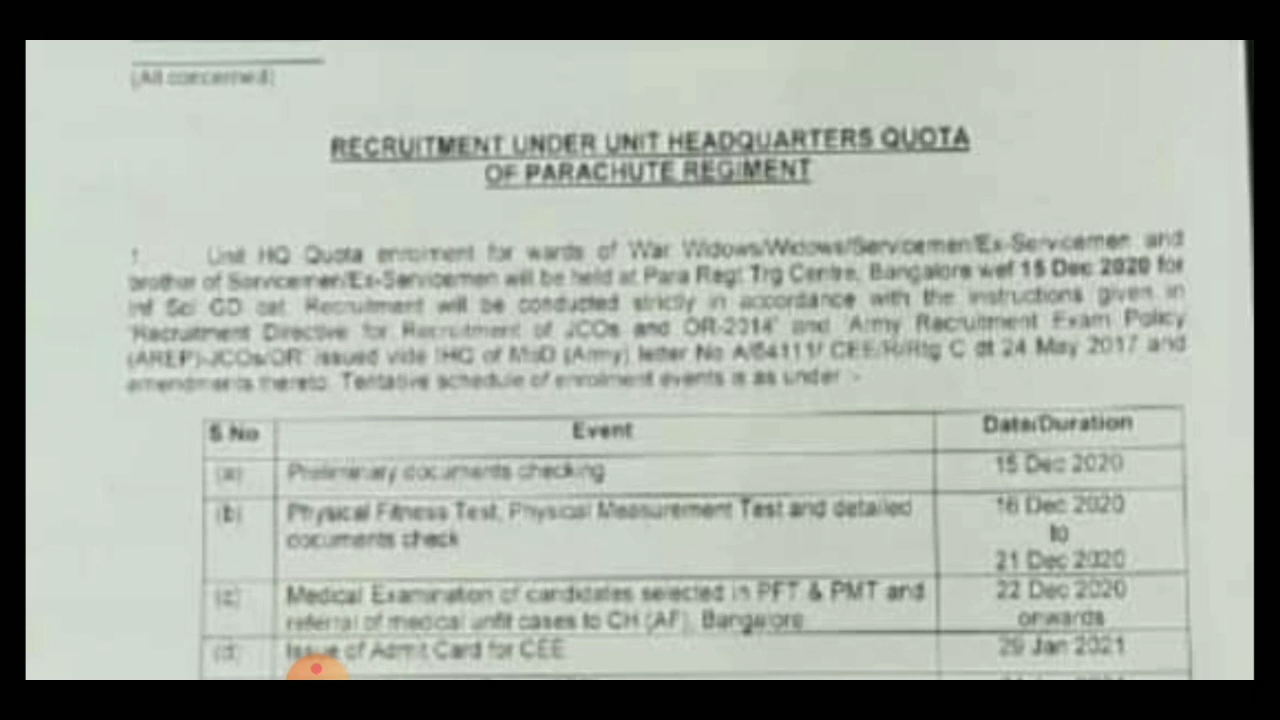 (All concerned)
RECRUITMENT UNDER UNIT HEADQUARTERS QUOTA
OF PARACHUTE REGIMENT
1. Unit HQ Quota enrolment for wards of War Widows/Widows/Servicemen/Ex-Servicemen and
brother of Servicemen/Ex-Servicemen will be held at Para Regt Trg Centre, Bangalore wef 15 Dec 2020 for
Inf Sol GD cat. Recruitment will be conducted strictly in accordance with the instructions given in
'Recruitment Directive for Recruitment of JCOs and OR-2014' and 'Army Recruitment Exam Policy
(AREP)-JCOs/OR' issued vide IHQ of MoD (Army) letter No CEE/R/Rtg C dt 24 May 2017 and
amendments thereto. Tentative schedule of enrolment events is as under :-
S No Event Date/Duration
(a) Preliminary documents checking 15 Dec 2020
(b) Physical Fitness Test, Physical Measurement Test and detailed 16 Dec 2020
documents check to
21 Dec 2020
(c) Medical Examination of candidates selected in PFT & PMT and 22 Dec 2020
referral of medical unfit cases to CH (AF), Bangalore onwards
(d) Issue of Admit Card for CEE 29 Jan 2021